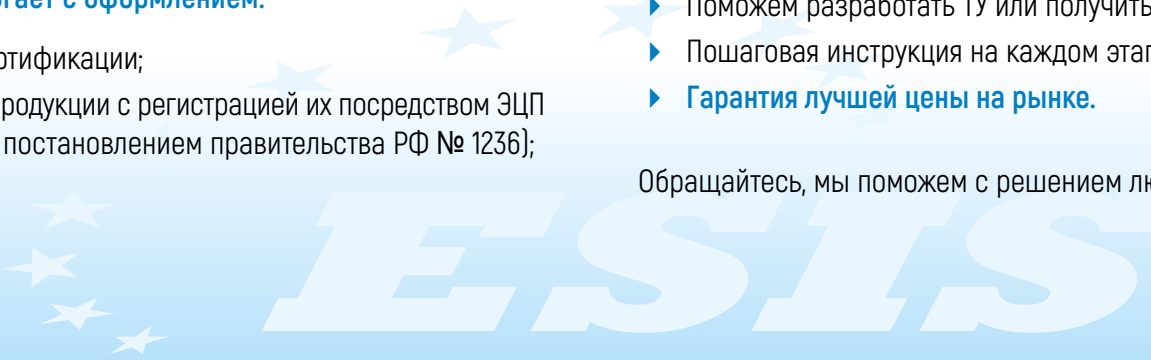 с оформлением.
ртификации;
родукции с регистрацией их посредством ЭЦП
постановлением правительства РФ № 1236);
Поможем разработать ТУ или получить
Пошаговая инструкция на каждом этап
Гарантия лучшей цены на рынке.
Обращайтесь, мы поможем с решением лю
ESIS